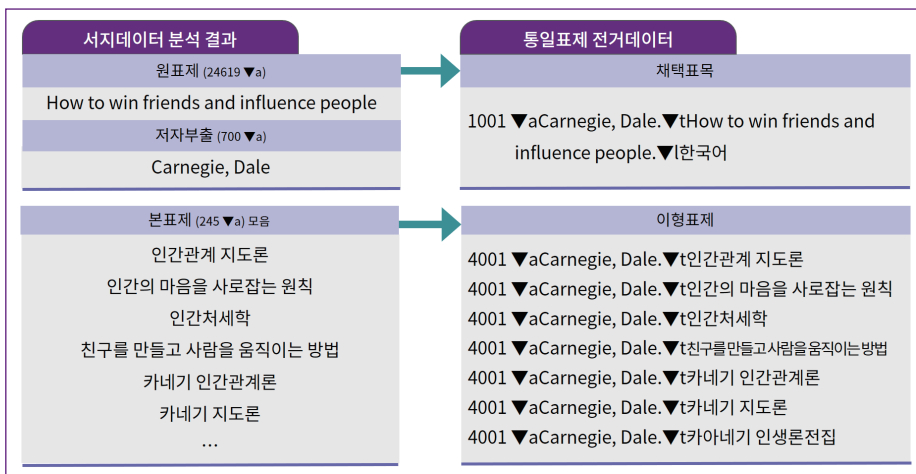 서지데이터 분석 결과
원표제 (24619 ▼a)
How to win friends and influence people
저자부출 (700 ▼a)
Carnegie, Dale
본표제 (245 ▼a) 모음
인간관계 지도론
인간의 마음을 사로잡는 원칙
인간처세학
친구를 만들고 사람을 움직이는 방법
카네기 인간관계론
카네기 지도론
…
통일표제 전거데이터
채택표목
1001 ▼aCarnegie, Dale.▼tHow to win friends and
influence people.▼l한국어
이형표제
4001 ▼aCarnegie, Dale.▼t인간관계 지도론
4001 ▼aCarnegie, Dale.▼t인간의 마음을 사로잡는 원칙
4001 ▼aCarnegie, Dale.▼t인간처세학
4001 ▼aCarnegie, Dale.▼t친구를 만들고 사람을 움직이는 방법
4001 ▼aCarnegie, Dale.▼t카네기 인간관계론
4001 ▼aCarnegie, Dale.▼t카네기 지도론
4001 ▼aCarnegie, Dale.▼t카아네기 인생론전집